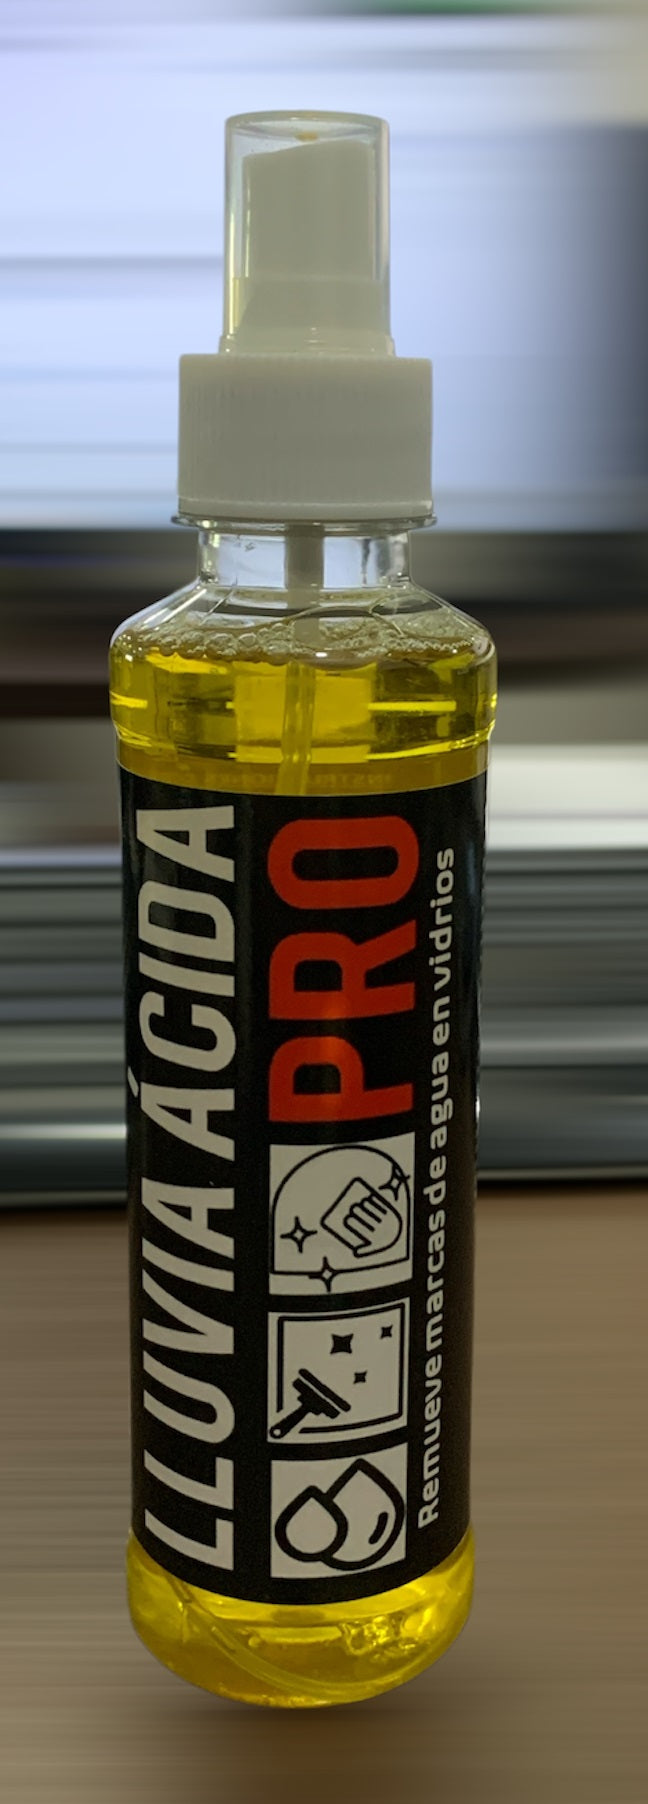 LLUVIA ÁCIDA
PRO
Remueve marcas de agua en vidrios